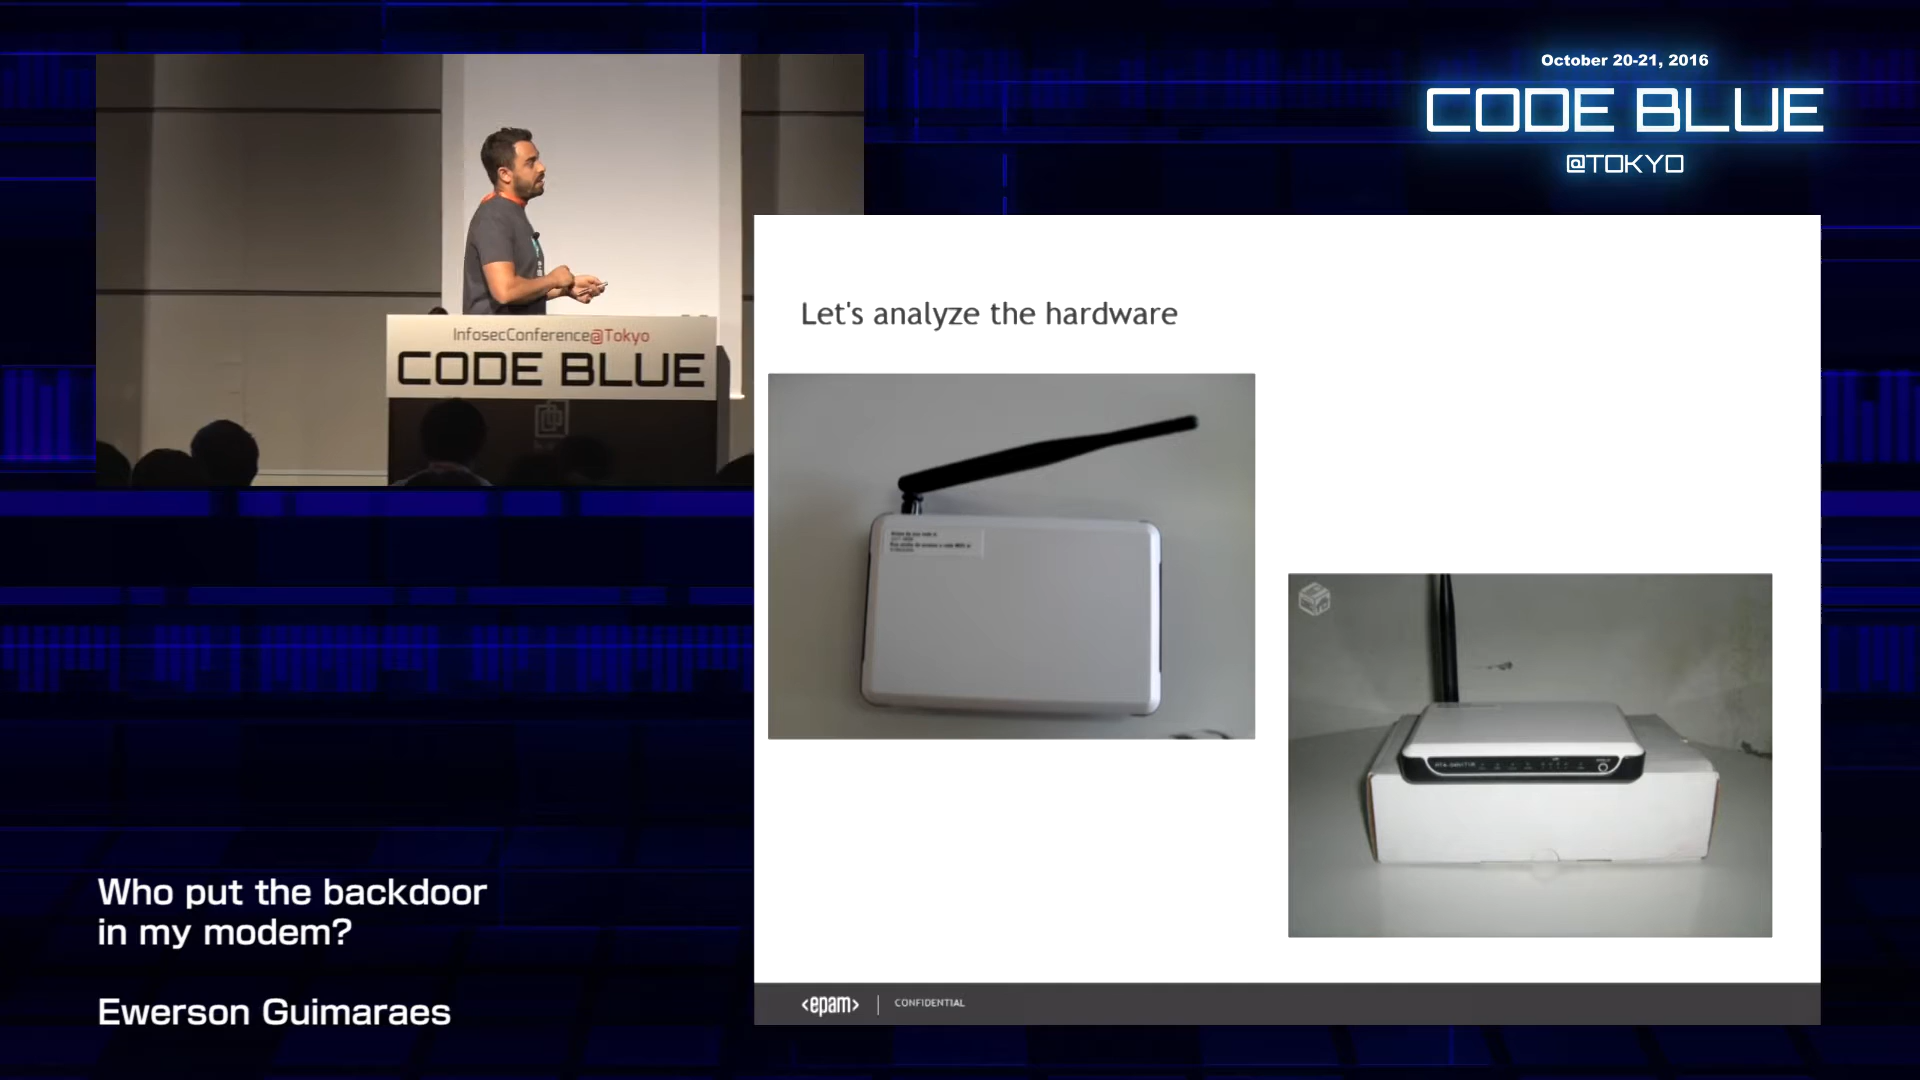 October 20-21, 2016
CODE BLUE
@TOKYO
InfosecConference@Tokyo
CODE BLUE
Let's analyze the hardware
Who put the backdoor
in my modem?
Ewerson Guimaraes
<epam>
CONFIDENTIAL